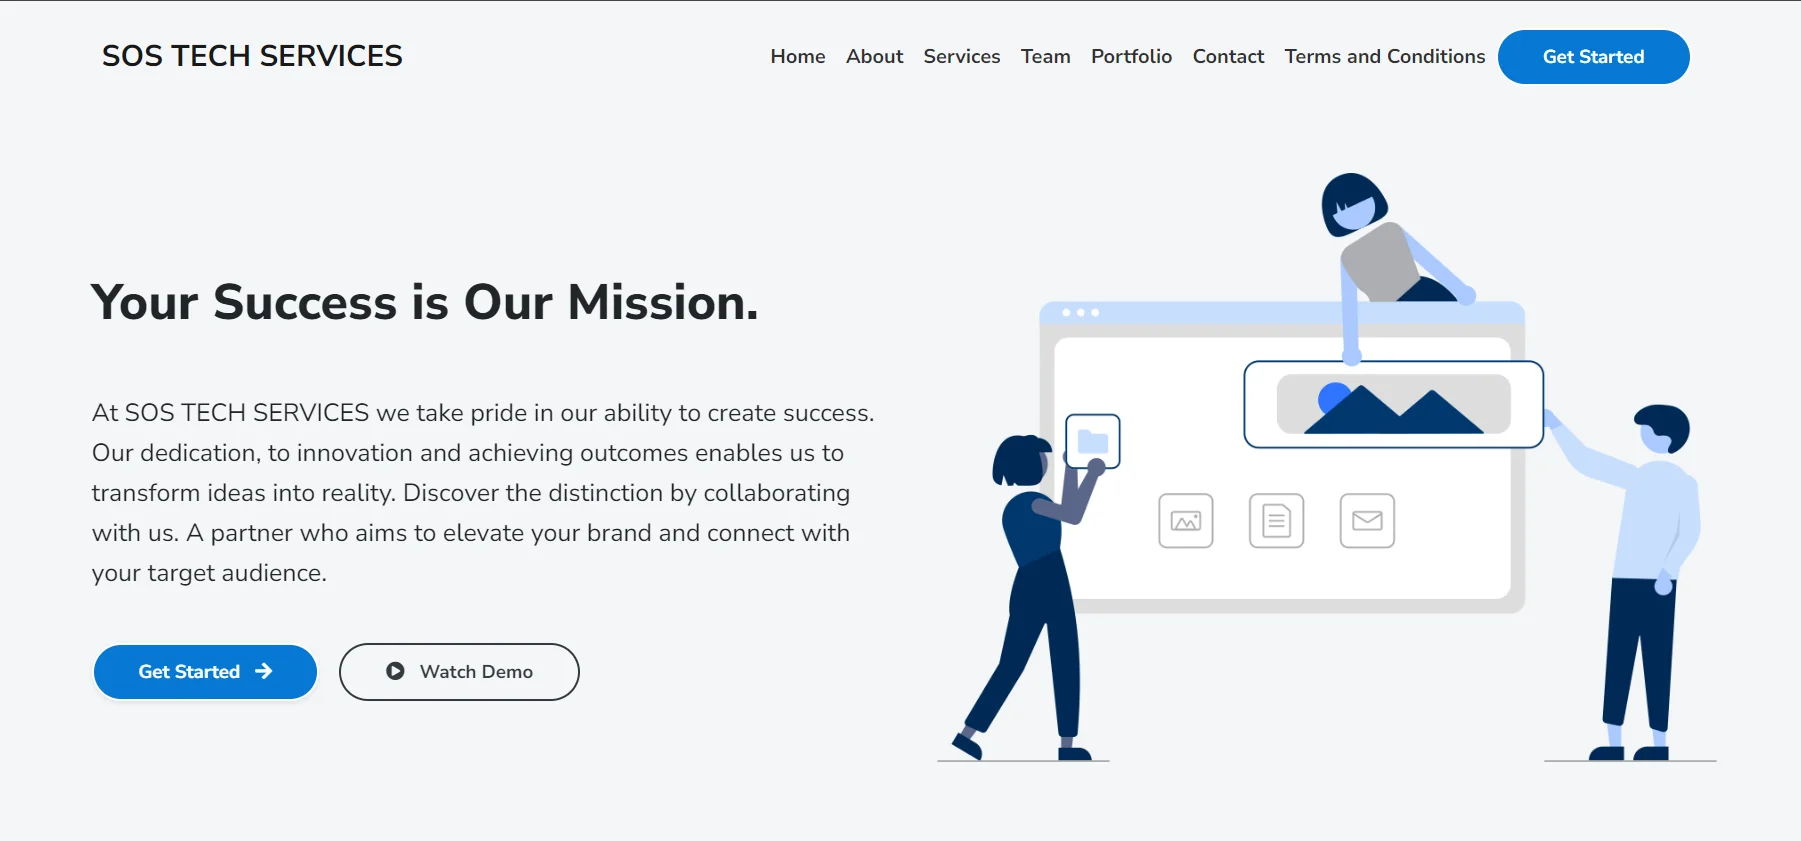 SOS TECH SERVICES
Home About Services Team Portfolio Contact Terms and Conditions Get Started
Your Success is Our Mission.
At SOS TECH SERVICES we take pride in our ability to create success.
Our dedication, to innovation and achieving outcomes enables us to
transform ideas into reality. Discover the distinction by collaborating
with us. A partner who aims to elevate your brand and connect with
your target audience.
Get Started
Watch Demo